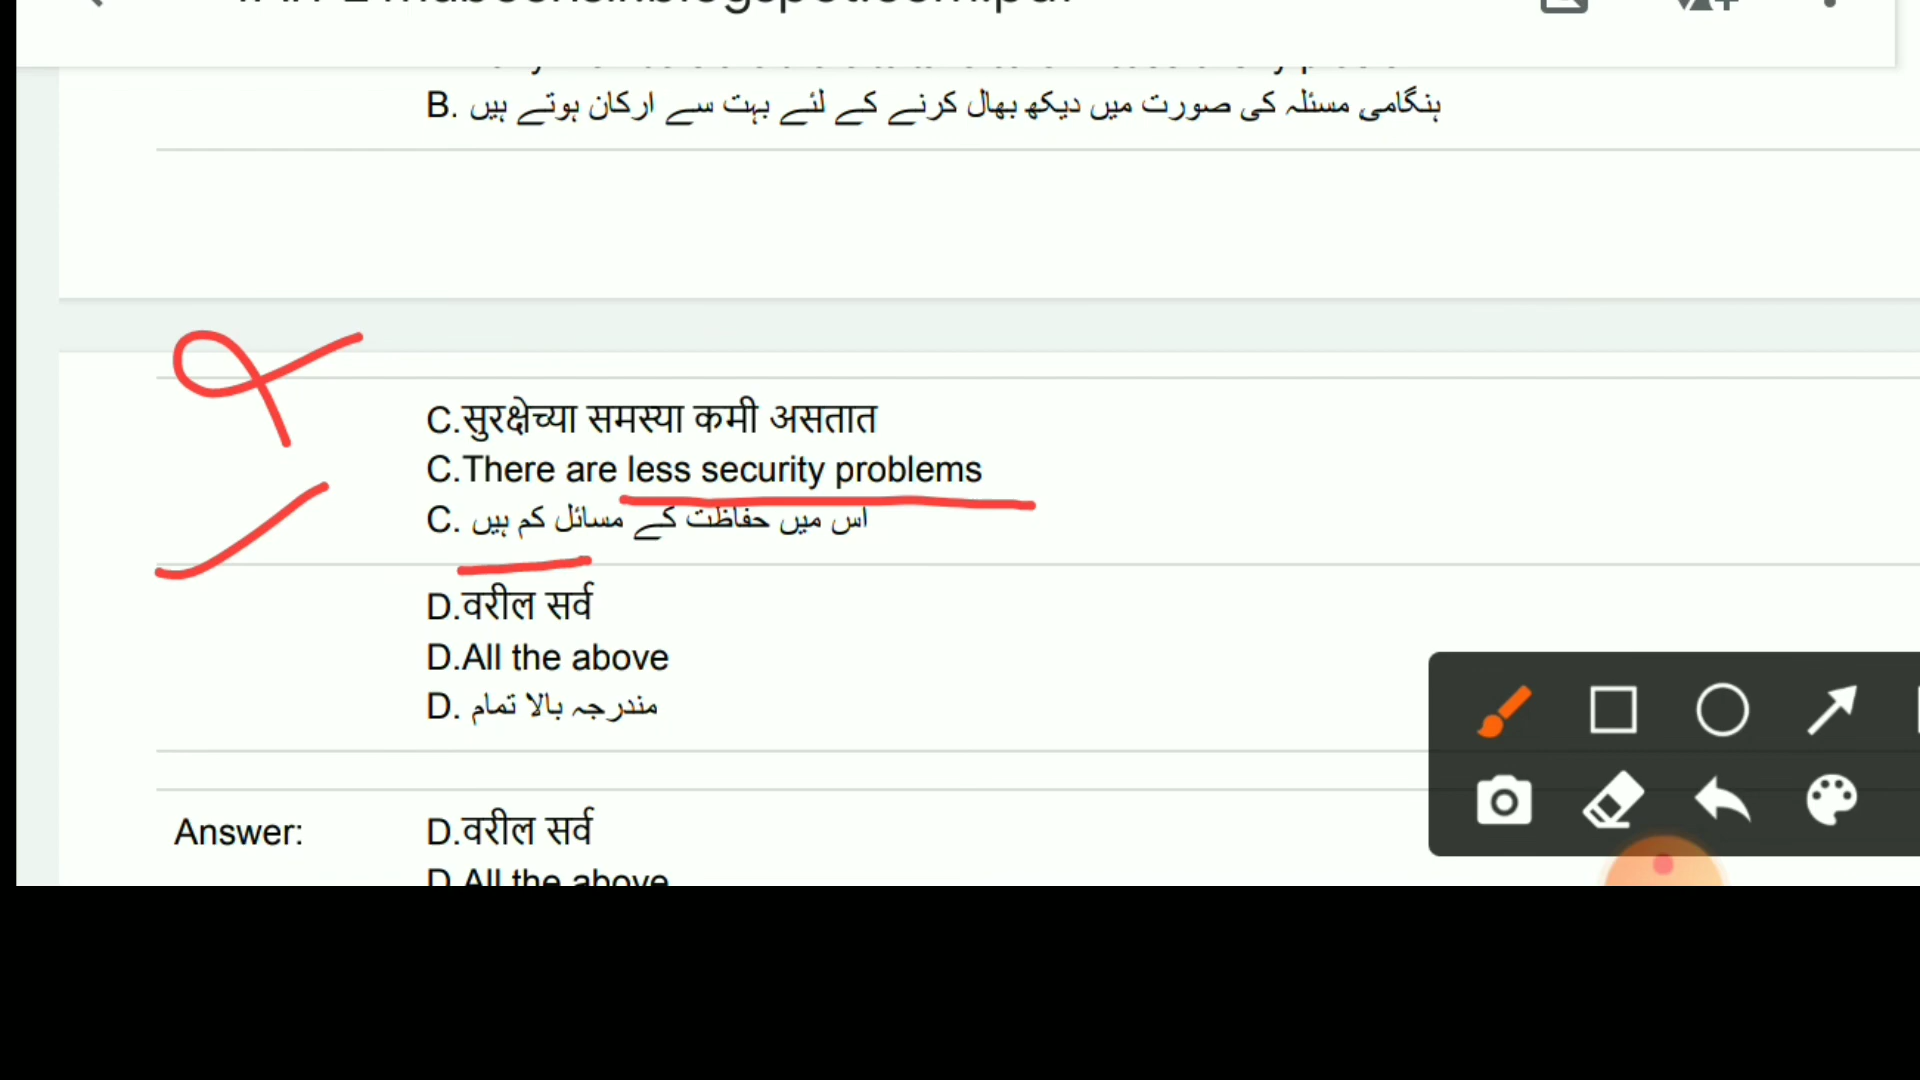 B. ہنگامی مسئلہ کی صورت میں دیکھ بھال کرنے کے لئے بہت سے ارکان ہوتے ہیں
C.सुरक्षेच्या समस्या कमी असतात
C.There are less security problems
C. اس میں حفاظت کے مسائل کم ہیں
D.वरील सर्व
D.All the above
D. مندرجہ بالا تمام
Answer: D.वरील सर्व
D.All the above